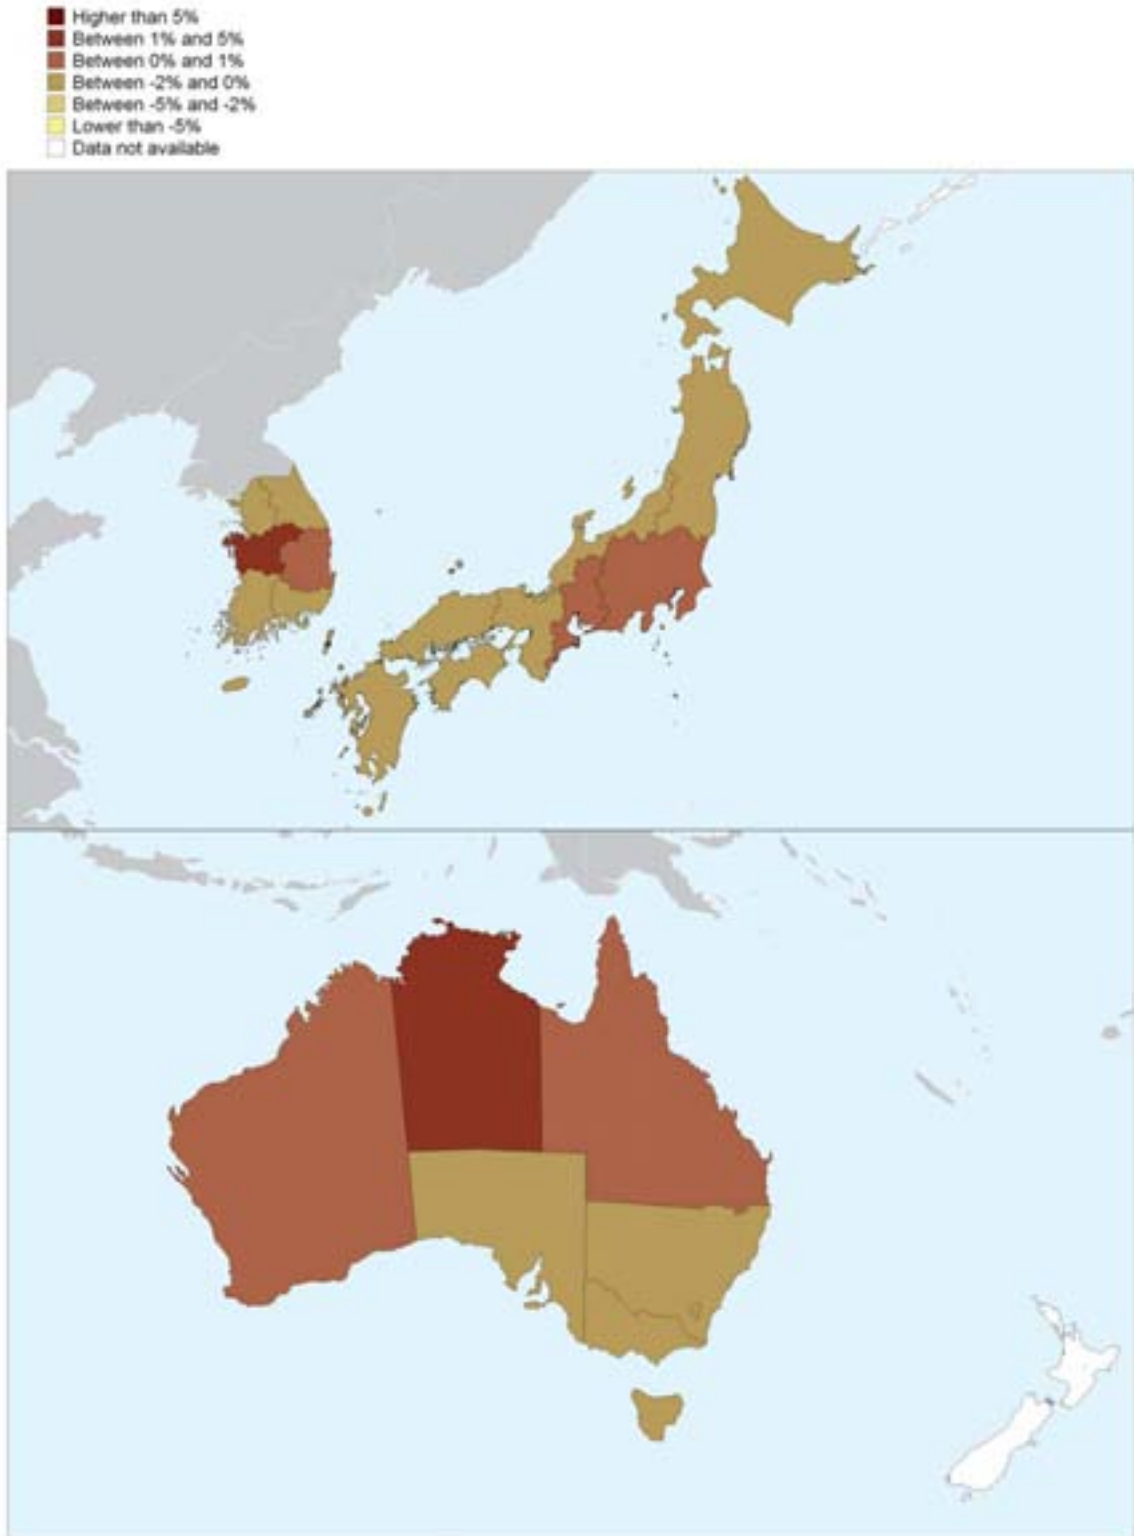 Higher than 5%
Between 1% and 5%
Between 0% and 1%
Between -2% and 0%
Between -5% and -2%
Lower than -5%
Data not available